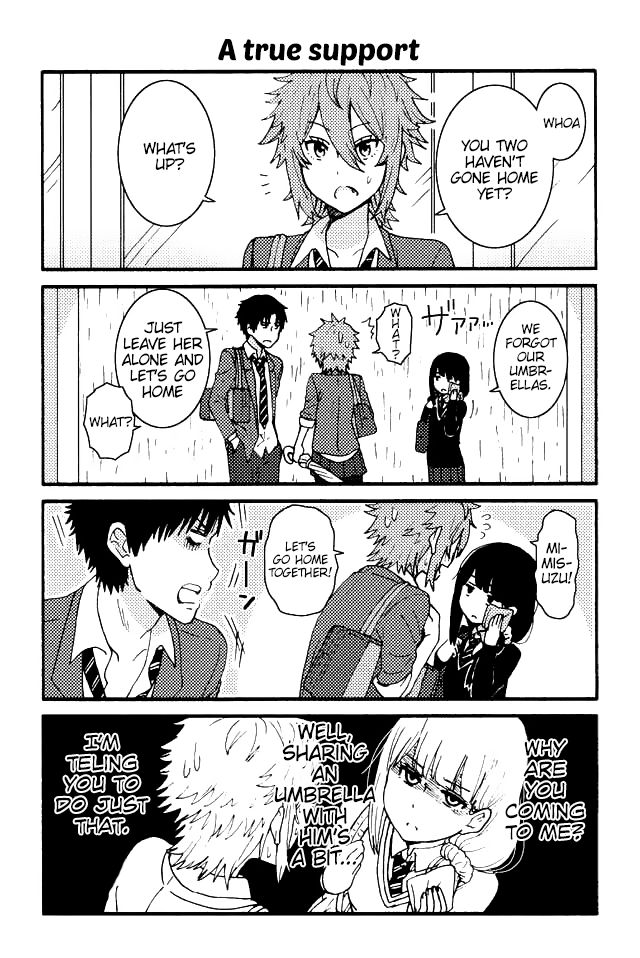 A true support
WHOA
YOU TWO
HAVEN'T
GONE HOME
YET?
WHAT'S
UP?
WE
FORGOT
OUR
UMBR-
ELLAS.
ザアァ...
WHAT?
JUST
LEAVE HER
ALONE AND
LET'S GO
HOME
WHAT?
MI-
MIS-
UZU!
LET'S
GO HOME
TOGETHER!
ガーン
WHY
ARE
YOU
COMING
TO ME?
WELL,
SHARING
AN
UMBRELLA
WITH
HIM'S
A BIT...
I'M
TELING
YOU TO
DO JUST
THAT.